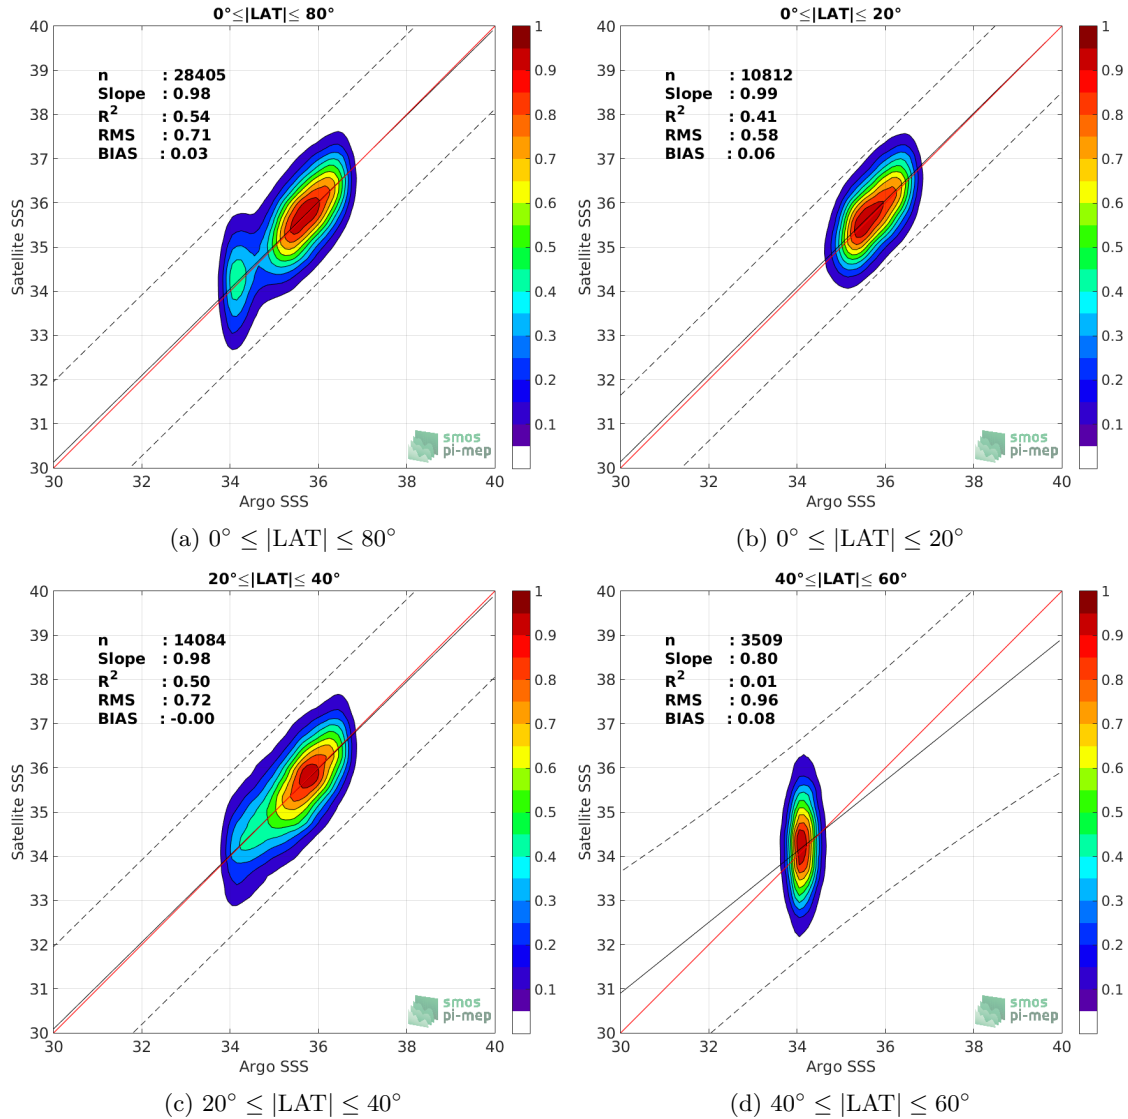 0°≤|LAT|≤ 80°
n : 28405
Slope : 0.98
R² : 0.54
RMS : 0.71
BIAS : 0.03
40
39
38
37
36
35
34
33
32
31
30
Satellite SSS
30 32 34 36 38 40
Argo SSS
1
0.9
0.8
0.7
0.6
0.5
0.4
0.3
0.2
0.1
smos
pi-mep
(a) 0° ≤ |LAT| ≤ 80°
0°≤|LAT|≤ 20°
n : 10812
Slope : 0.99
R² : 0.41
RMS : 0.58
BIAS : 0.06
40
39
38
37
36
35
34
33
32
31
30
Satellite SSS
30 32 34 36 38 40
Argo SSS
1
0.9
0.8
0.7
0.6
0.5
0.4
0.3
0.2
0.1
smos
pi-mep
(b) 0° ≤ |LAT| ≤ 20°
20°≤|LAT|≤ 40°
n : 14084
Slope : 0.98
R² : 0.50
RMS : 0.72
BIAS : -0.00
40
39
38
37
36
35
34
33
32
31
30
Satellite SSS
30 32 34 36 38 40
Argo SSS
1
0.9
0.8
0.7
0.6
0.5
0.4
0.3
0.2
0.1
smos
pi-mep
(c) 20° ≤ |LAT| ≤ 40°
40°≤|LAT|≤ 60°
n : 3509
Slope : 0.80
R² : 0.01
RMS : 0.96
BIAS : 0.08
40
39
38
37
36
35
34
33
32
31
30
Satellite SSS
30 32 34 36 38 40
Argo SSS
1
0.9
0.8
0.7
0.6
0.5
0.4
0.3
0.2
0.1
smos
pi-mep
(d) 40° ≤ |LAT| ≤ 60°